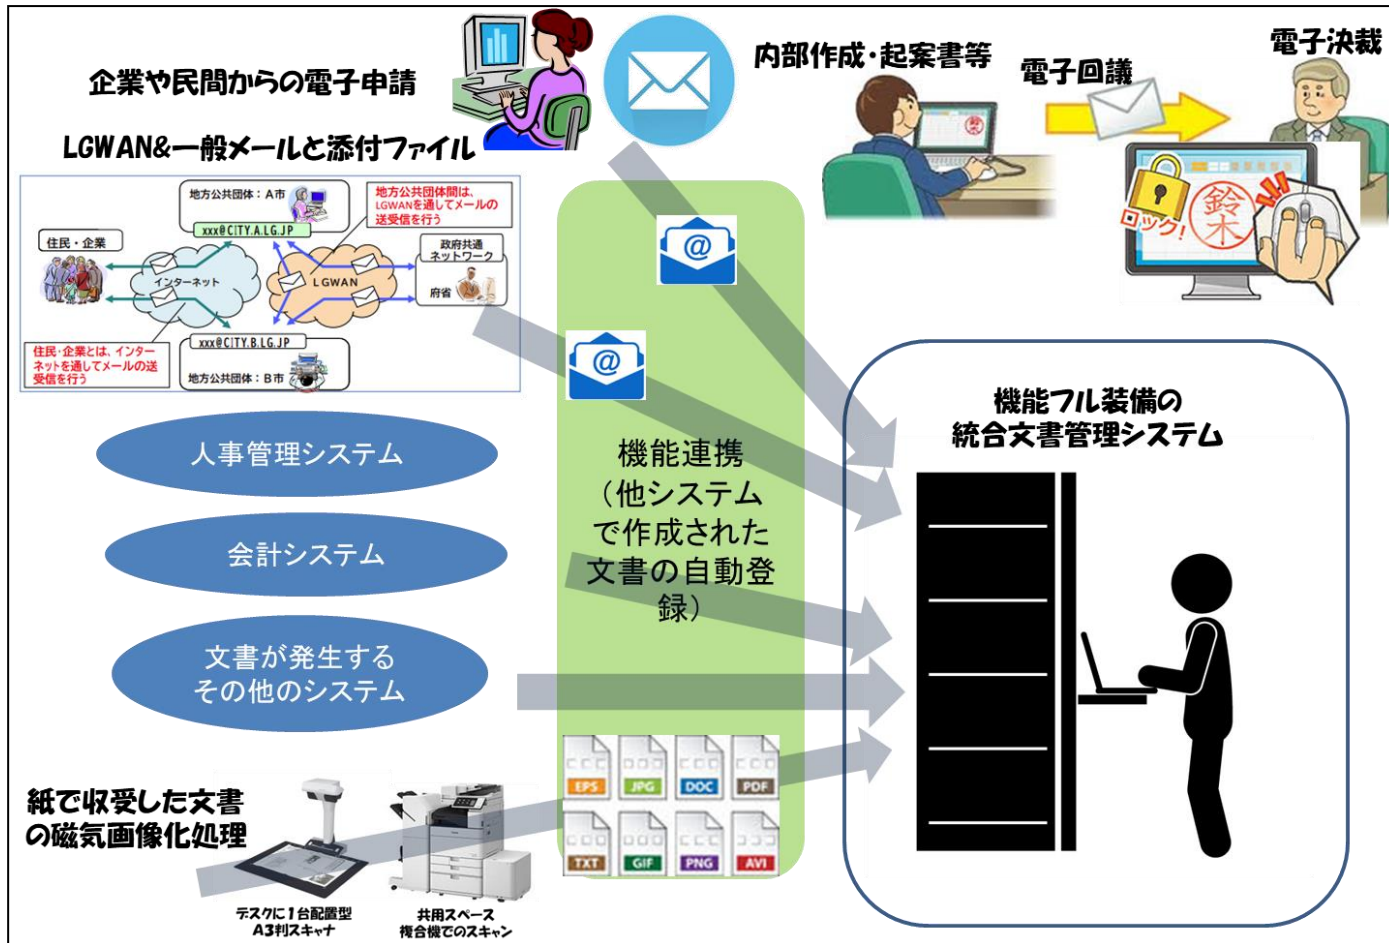 企業や民間からの電子申請
LGWAN&一般メールと添付ファイル
内部作成・起案書等
電子回議
電子決裁
ロック!
鈴木
地方公共団体：A市
xxx@CITY.A.LG.JP
地方公共団体間は、
LGWANを通してメールの
送受信を行う
住民・企業
インターネット
LGWAN
政府共通
ネットワーク
府省
住民・企業とは、インター
ネットを通してメールの送
受信を行う
xxx@CITY.B.LG.JP
地方公共団体：B市
人事管理システム
会計システム
文書が発生する
その他のシステム
機能連携
（他システム
で作成された
文書の自動登
録）
機能フル装備の
統合文書管理システム
紙で収受した文書
の磁気画像化処理
デスクに1台配置型
A3判スキャナ
共用スペース
複合機でのスキャン
EPS
JPG
DOC
PDF
TXT
GIF
PNG
AVI